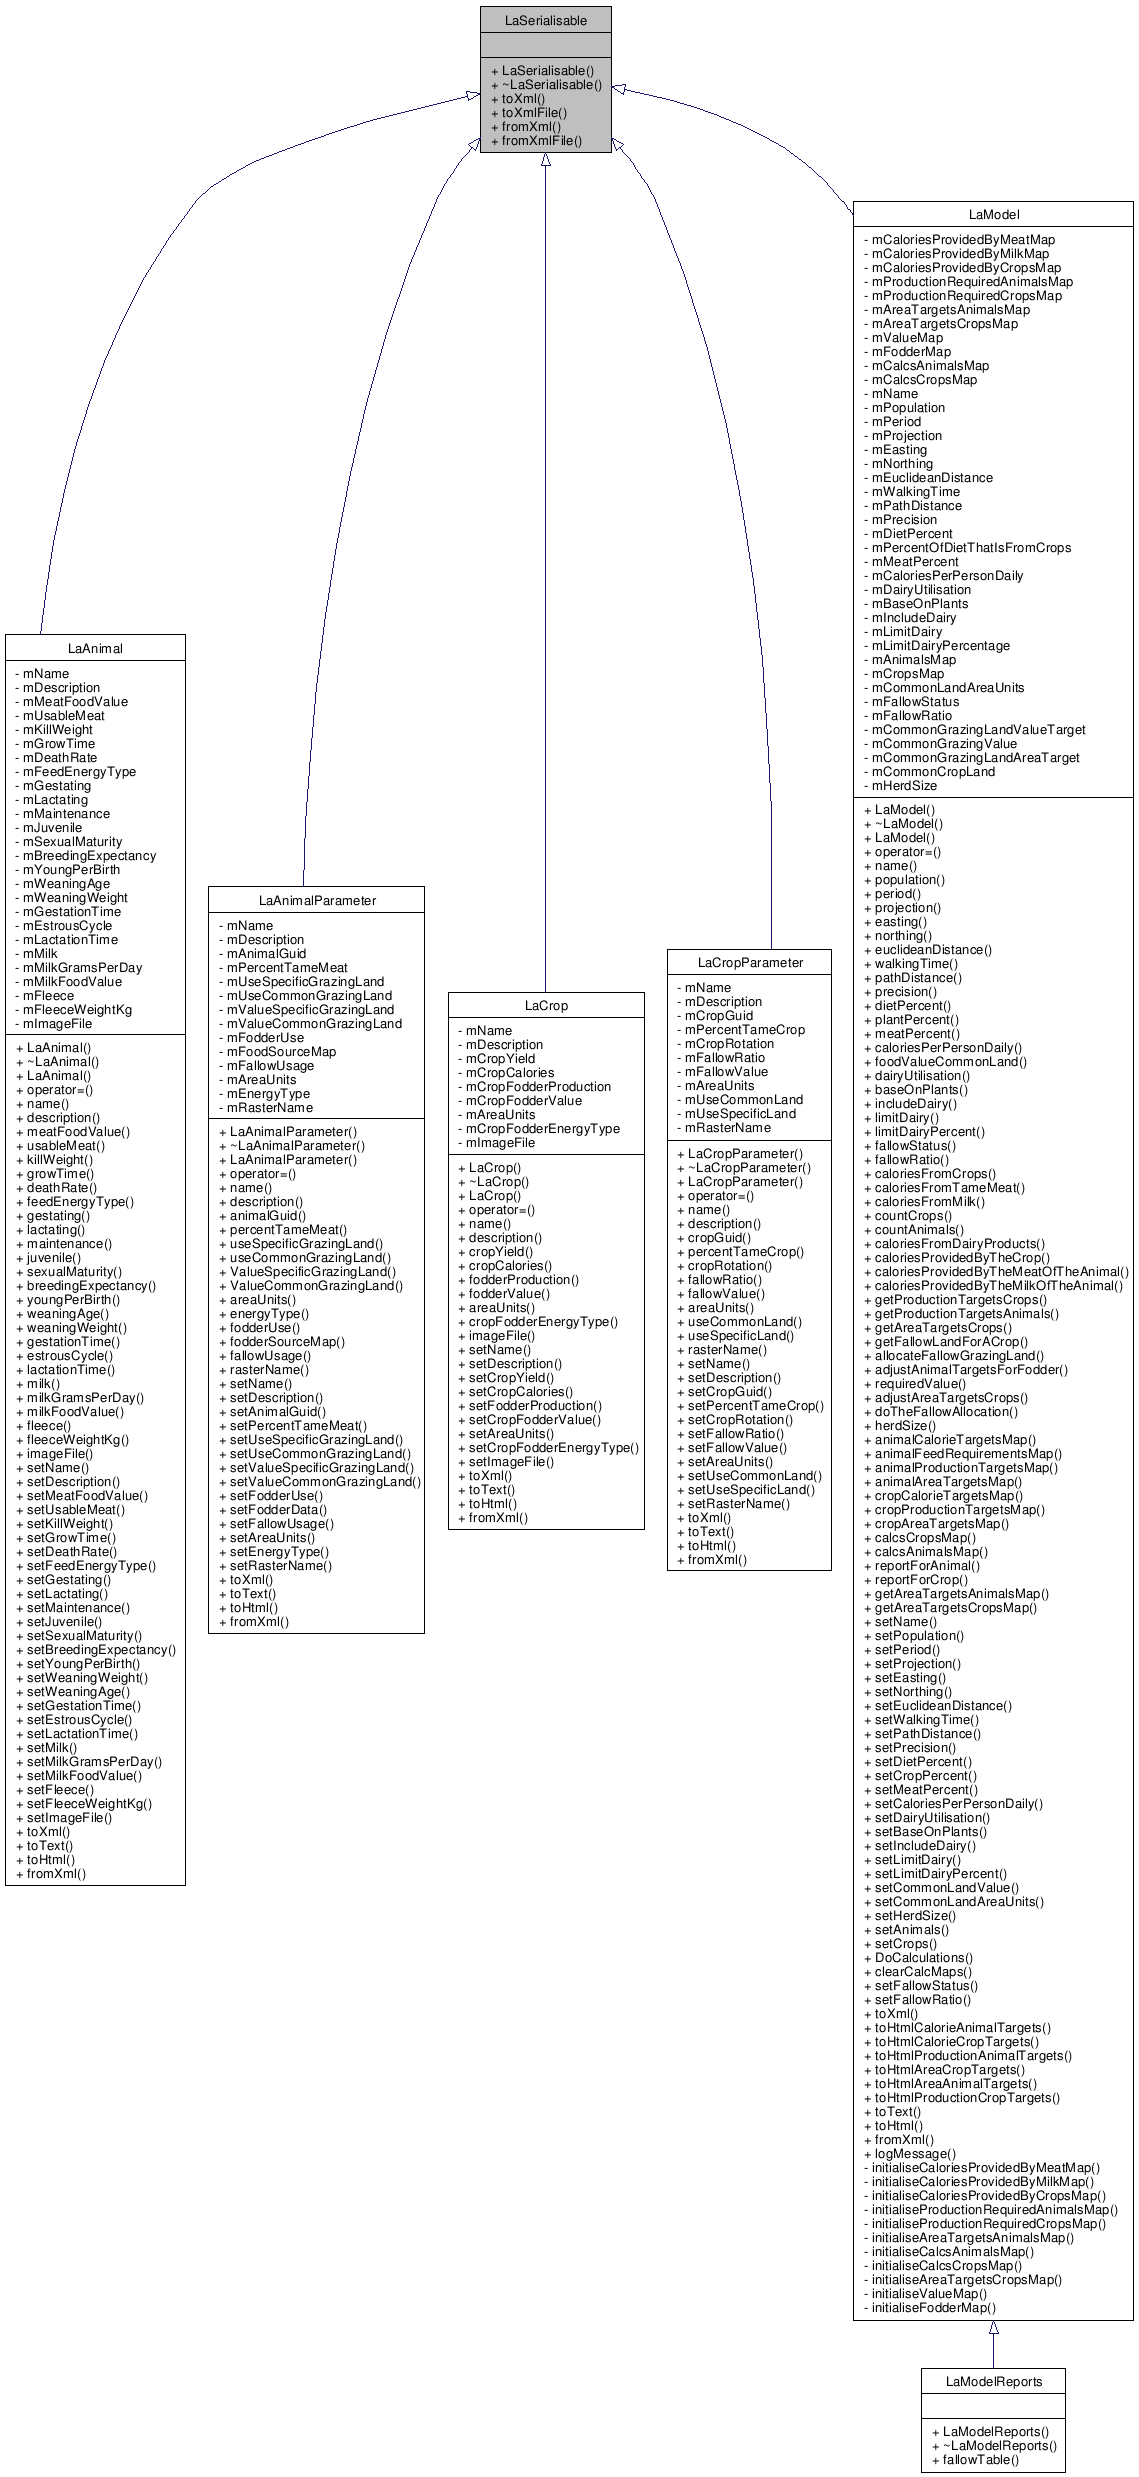 LaSerialisable
+ LaSerialisable()
+ ~LaSerialisable()
+ toXml()
+ toXmlFile()
+ fromXml()
+ fromXmlFile()
LaAnimal
- mName
- mDescription
- mMeatFoodValue
- mUsableMeat
- mKillWeight
- mGrowTime
- mDeathRate
- mFeedEnergyType
- mGestating
- mLactating
- mMaintenance
- mJuvenile
- mSexualMaturity
- mBreedingExpectancy
- mYoungPerBirth
- mWeaningAge
- mWeaningWeight
- mGestationTime
- mEstrousCycle
- mLactationTime
- mMilk
- mMilkGramsPerDay
- mMilkFoodValue
- mFleece
- mFleeceWeightKg
- mImageFile
+ LaAnimal()
+ ~LaAnimal()
+ LaAnimal()
+ operator=()
+ name()
+ description()
+ meatFoodValue()
+ usableMeat()
+ killWeight()
+ growTime()
+ deathRate()
+ feedEnergyType()
+ gestating()
+ lactating()
+ maintenance()
+ juvenile()
+ sexualMaturity()
+ breedingExpectancy()
+ youngPerBirth()
+ weaningAge()
+ weaningWeight()
+ gestationTime()
+ estrousCycle()
+ lactationTime()
+ milk()
+ milkGramsPerDay()
+ milkFoodValue()
+ fleece()
+ fleeceWeightKg()
+ imageFile()
+ setName()
+ setDescription()
+ setMeatFoodValue()
+ setUsableMeat()
+ setKillWeight()
+ setGrowTime()
+ setDeathRate()
+ setFeedEnergyType()
+ setGestating()
+ setLactating()
+ setMaintenance()
+ setJuvenile()
+ setSexualMaturity()
+ setBreedingExpectancy()
+ setYoungPerBirth()
+ setWeaningWeight()
+ setWeaningAge()
+ setGestationTime()
+ setEstrousCycle()
+ setLactationTime()
+ setMilk()
+ setMilkGramsPerDay()
+ setMilkFoodValue()
+ setFleece()
+ setFleeceWeightKg()
+ setImageFile()
+ toXml()
+ toText()
+ toHtml()
+ fromXml()
LaAnimalParameter
- mName
- mDescription
- mAnimalGuid
- mPercentTameMeat
- mUseSpecificGrazingLand
- mUseCommonGrazingLand
- mValueSpecificGrazingLand
- mValueCommonGrazingLand
- mFodderUse
- mFoodSourceMap
- mFallowUsage
- mAreaUnits
- mEnergyType
- mRasterName
+ LaAnimalParameter()
+ ~LaAnimalParameter()
+ LaAnimalParameter()
+ operator=()
+ name()
+ description()
+ animalGuid()
+ percentTameMeat()
+ useSpecificGrazingLand()
+ useCommonGrazingLand()
+ ValueSpecificGrazingLand()
+ ValueCommonGrazingLand()
+ areaUnits()
+ energyType()
+ fodderUse()
+ fodderSourceMap()
+ fallowUsage()
+ rasterName()
+ setName()
+ setDescription()
+ setAnimalGuid()
+ setPercentTameMeat()
+ setUseSpecificGrazingLand()
+ setUseCommonGrazingLand()
+ setValueSpecificGrazingLand()
+ setValueCommonGrazingLand()
+ setFodderUse()
+ setFodderData()
+ setFallowUsage()
+ setAreaUnits()
+ setEnergyType()
+ setRasterName()
+ toXml()
+ toText()
+ toHtml()
+ fromXml()
LaCrop
- mName
- mDescription
- mCropYield
- mCropCalories
- mCropFodderProduction
- mCropFodderValue
- mAreaUnits
- mCropFodderEnergyType
- mImageFile
+ LaCrop()
+ ~LaCrop()
+ LaCrop()
+ operator=()
+ name()
+ description()
+ cropYield()
+ cropCalories()
+ fodderProduction()
+ fodderValue()
+ areaUnits()
+ cropFodderEnergyType()
+ imageFile()
+ setName()
+ setDescription()
+ setCropYield()
+ setCropCalories()
+ setFodderProduction()
+ setCropFodderValue()
+ setAreaUnits()
+ setCropFodderEnergyType()
+ setImageFile()
+ toXml()
+ toText()
+ toHtml()
+ fromXml()
LaCropParameter
- mName
- mDescription
- mCropGuid
- mPercentTameCrop
- mCropRotation
- mFallowRatio
- mFallowValue
- mAreaUnits
- mUseCommonLand
- mUseSpecificLand
- mRasterName
+ LaCropParameter()
+ ~LaCropParameter()
+ LaCropParameter()
+ operator=()
+ name()
+ description()
+ cropGuid()
+ percentTameCrop()
+ cropRotation()
+ fallowRatio()
+ fallowValue()
+ areaUnits()
+ useCommonLand()
+ useSpecificLand()
+ rasterName()
+ setName()
+ setDescription()
+ setCropGuid()
+ setPercentTameCrop()
+ setCropRotation()
+ setFallowRatio()
+ setFallowValue()
+ setAreaUnits()
+ setUseCommonLand()
+ setUseSpecificLand()
+ setRasterName()
+ toXml()
+ toText()
+ toHtml()
+ fromXml()
LaModel
- mCaloriesProvidedByMeatMap
- mCaloriesProvidedByMilkMap
- mCaloriesProvidedByCropsMap
- mProductionRequiredAnimalsMap
- mProductionRequiredCropsMap
- mAreaTargetsAnimalsMap
- mAreaTargetsCropsMap
- mValueMap
- mFodderMap
- mCalcsAnimalsMap
- mCalcsCropsMap
- mName
- mPopulation
- mPeriod
- mProjection
- mEasting
- mNorthing
- mEuclideanDistance
- mWalkingTime
- mPathDistance
- mPrecision
- mDietPercent
- mPercentOfDietThatIsFromCrops
- mMeatPercent
- mCaloriesPerPersonDaily
- mDairyUtilisation
- mBaseOnPlants
- mIncludeDairy
- mLimitDairy
- mLimitDairyPercentage
- mAnimalsMap
- mCropsMap
- mCommonLandAreaUnits
- mFallowStatus
- mFallowRatio
- mCommonGrazingLandValueTarget
- mCommonGrazingValue
- mCommonGrazingLandAreaTarget
- mCommonCropLand
- mHerdSize
+ LaModel()
+ ~LaModel()
+ LaModel()
+ operator=()
+ name()
+ population()
+ period()
+ projection()
+ easting()
+ northing()
+ euclideanDistance()
+ walkingTime()
+ pathDistance()
+ precision()
+ dietPercent()
+ plantPercent()
+ meatPercent()
+ caloriesPerPersonDaily()
+ foodValueCommonLand()
+ dairyUtilisation()
+ baseOnPlants()
+ includeDairy()
+ limitDairy()
+ limitDairyPercent()
+ fallowStatus()
+ fallowRatio()
+ caloriesFromCrops()
+ caloriesFromTameMeat()
+ caloriesFromMilk()
+ countCrops()
+ countAnimals()
+ caloriesFromDairyProducts()
+ caloriesProvidedByTheCrop()
+ caloriesProvidedByTheMeatOfTheAnimal()
+ caloriesProvidedByTheMilkOfTheAnimal()
+ getProductionTargetsCrops()
+ getProductionTargetsAnimals()
+ getAreaTargetsCrops()
+ getFallowLandForACrop()
+ allocateFallowGrazingLand()
+ adjustAnimalTargetsForFodder()
+ requiredValue()
+ adjustAreaTargetsCrops()
+ doTheFallowAllocation()
+ herdSize()
+ animalCalorieTargetsMap()
+ animalFeedRequirementsMap()
+ animalProductionTargetsMap()
+ animalAreaTargetsMap()
+ cropCalorieTargetsMap()
+ cropProductionTargetsMap()
+ cropAreaTargetsMap()
+ calcsCropsMap()
+ calcsAnimalsMap()
+ reportForAnimal()
+ reportForCrop()
+ getAreaTargetsAnimalsMap()
+ getAreaTargetsCropsMap()
+ setName()
+ setPopulation()
+ setPeriod()
+ setProjection()
+ setEasting()
+ setNorthing()
+ setEuclideanDistance()
+ setWalkingTime()
+ setPathDistance()
+ setPrecision()
+ setDietPercent()
+ setCropPercent()
+ setMeatPercent()
+ setCaloriesPerPersonDaily()
+ setDairyUtilisation()
+ setBaseOnPlants()
+ setIncludeDairy()
+ setLimitDairy()
+ setLimitDairyPercent()
+ setCommonLandValue()
+ setCommonLandAreaUnits()
+ setHerdSize()
+ setAnimals()
+ setCrops()
+ DoCalculations()
+ clearCalcMaps()
+ setFallowStatus()
+ setFallowRatio()
+ toXml()
+ toHtmlCalorieAnimalTargets()
+ toHtmlCalorieCropTargets()
+ toHtmlProductionAnimalTargets()
+ toHtmlAreaCropTargets()
+ toHtmlAreaAnimalTargets()
+ toHtmlProductionCropTargets()
+ toText()
+ toHtml()
+ fromXml()
+ logMessage()
- initialiseCaloriesProvidedByMeatMap()
- initialiseCaloriesProvidedByMilkMap()
- initialiseCaloriesProvidedByCropsMap()
- initialiseProductionRequiredAnimalsMap()
- initialiseProductionRequiredCropsMap()
- initialiseAreaTargetsAnimalsMap()
- initialiseCalcsAnimalsMap()
- initialiseCalcsCropsMap()
- initialiseAreaTargetsCropsMap()
- initialiseValueMap()
- initialiseFodderMap()
LaModelReports
+ LaModelReports()
+ ~LaModelReports()
+ fallowTable()